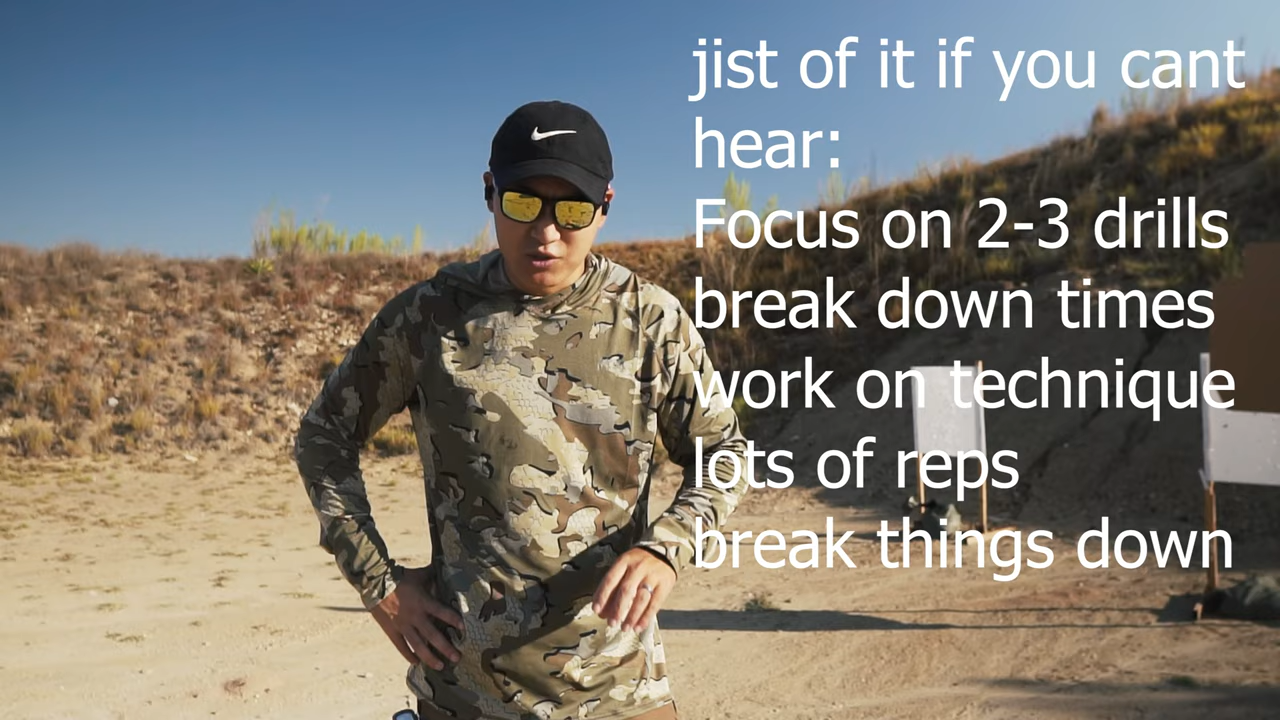 jist of it if you cant
hear:
Focus on 2-3 drills
break down times
work on technique
lots of reps
break things down